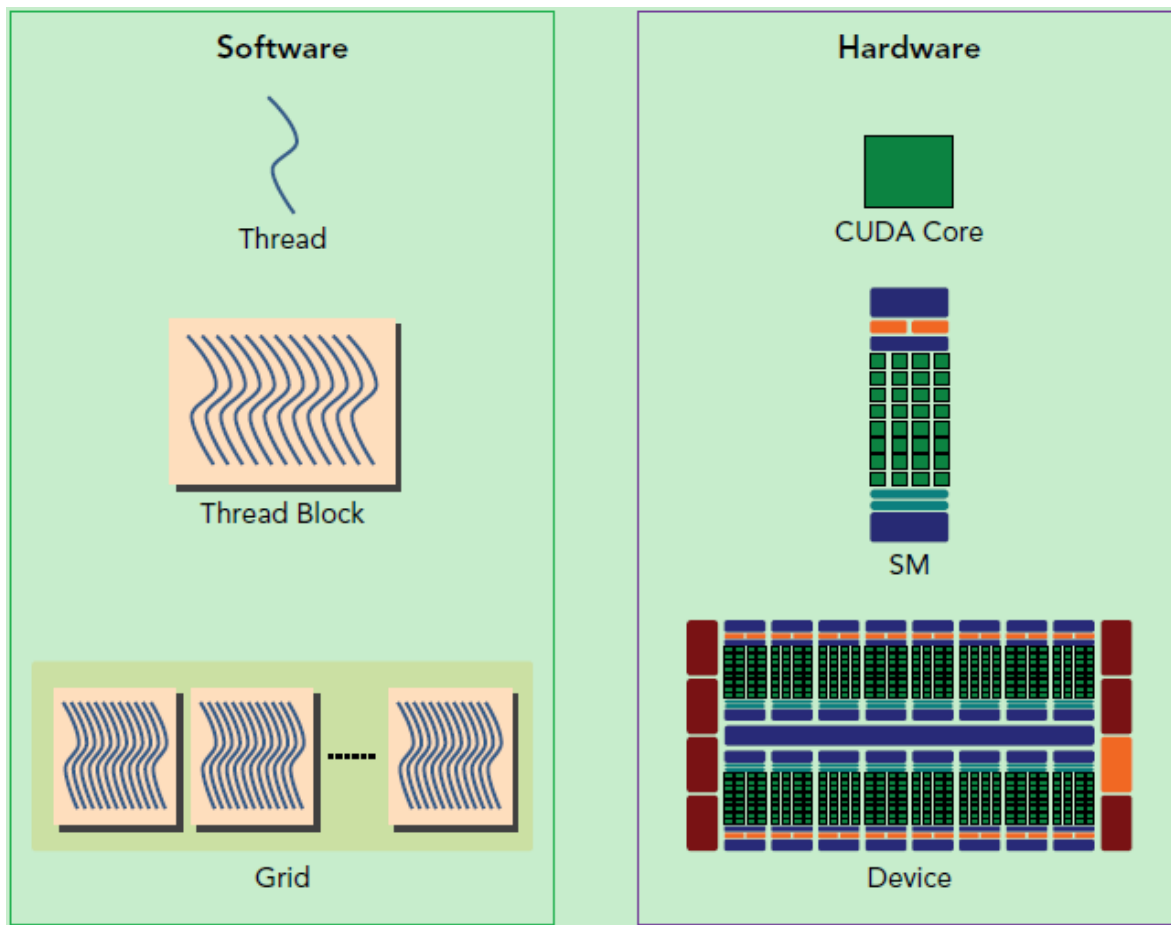 Software
Thread
Thread Block
Grid
Hardware
CUDA Core
SM
Device